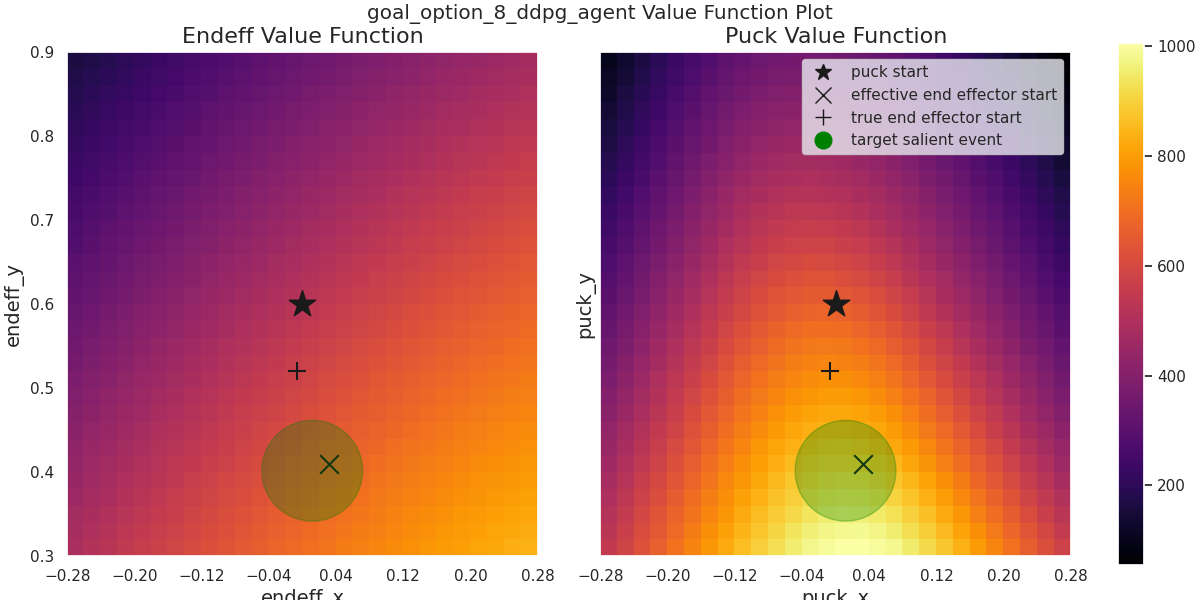 goal_option_8_ddpg_agent Value Function Plot
Endeff Value Function
Puck Value Function
0.9
0.8
0.7
0.6
0.5
0.4
0.3
endeff_y
−0.28 −0.20 −0.12 −0.04 0.04 0.12 0.20 0.28
endeff_x
puck start
effective end effector start
true end effector start
target salient event
puck_y
−0.28 −0.20 −0.12 −0.04 0.04 0.12 0.20 0.28
puck_x
1000
800
600
400
200